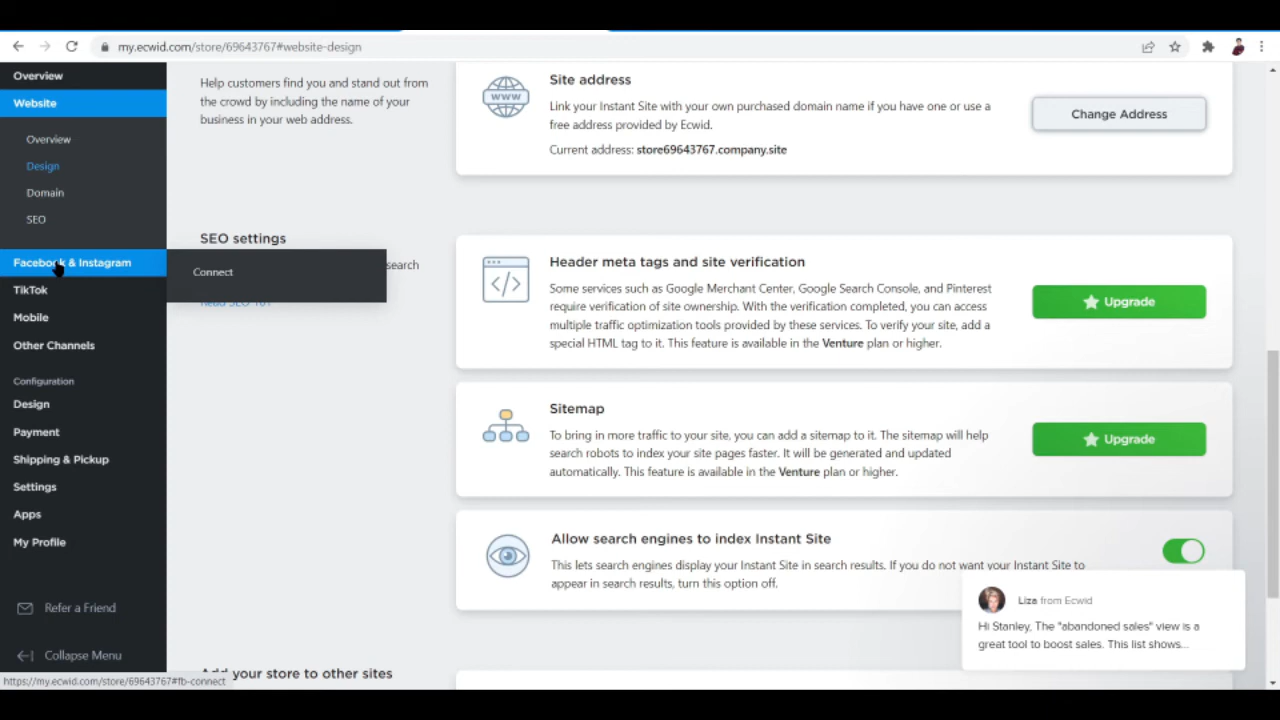 my.ecwid.com/store/69643767#website-design
Overview
Website
Overview
Design
Domain
SEO
Facebook & Instagram
Connect
TikTok
Mobile
Other Channels
Configuration
Design
Payment
Shipping & Pickup
Settings
Apps
My Profile
Refer a Friend
Collapse Menu
https://my.ecwid.com/store/69643767#fb-connect
Help customers find you and stand out from
the crowd by including the name of your
business in your web address.
Site address
Link your Instant Site with your own purchased domain name if you have one or use a
free address provided by Ecwid.
Current address: store69643767.company.site
Change Address
SEO settings
search
Read SEO 101
Header meta tags and site verification
Some services such as Google Merchant Center, Google Search Console, and Pinterest
require verification of site ownership. With the verification completed, you can access
multiple traffic optimization tools provided by these services. To verify your site, add a
special HTML tag to it. This feature is available in the Venture plan or higher.
Upgrade
Sitemap
To bring in more traffic to your site, you can add a sitemap to it. The sitemap will help
search robots to index your site pages faster. It will be generated and updated
automatically. This feature is available in the Venture plan or higher.
Upgrade
Allow search engines to index Instant Site
This lets search engines display your Instant Site in search results. If you do not want your Instant Site to
appear in search results, turn this option off.
Liza from Ecwid
Hi Stanley, The "abandoned sales" view is a
great tool to boost sales. This list shows...
Add your store to other sites